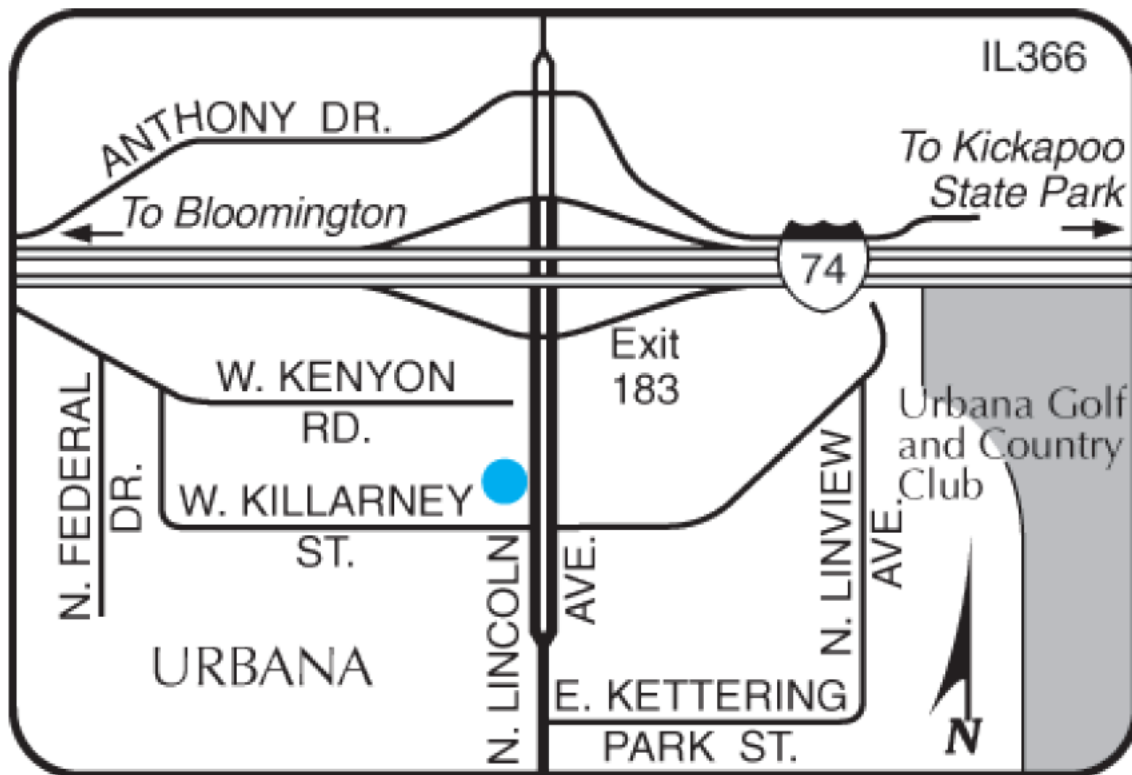 IL366
ANTHONY DR.
To Kickapoo
State Park
To Bloomington
74
Exit
183
W. KENYON
RD.
N. FEDERAL
DR.
Urbana Golf
and Country
Club
W. KILLARNEY
ST.
N. LINCOLN
AVE.
N. LINVIEW
AVE.
URBANA
E. KETTERING
PARK ST.
N